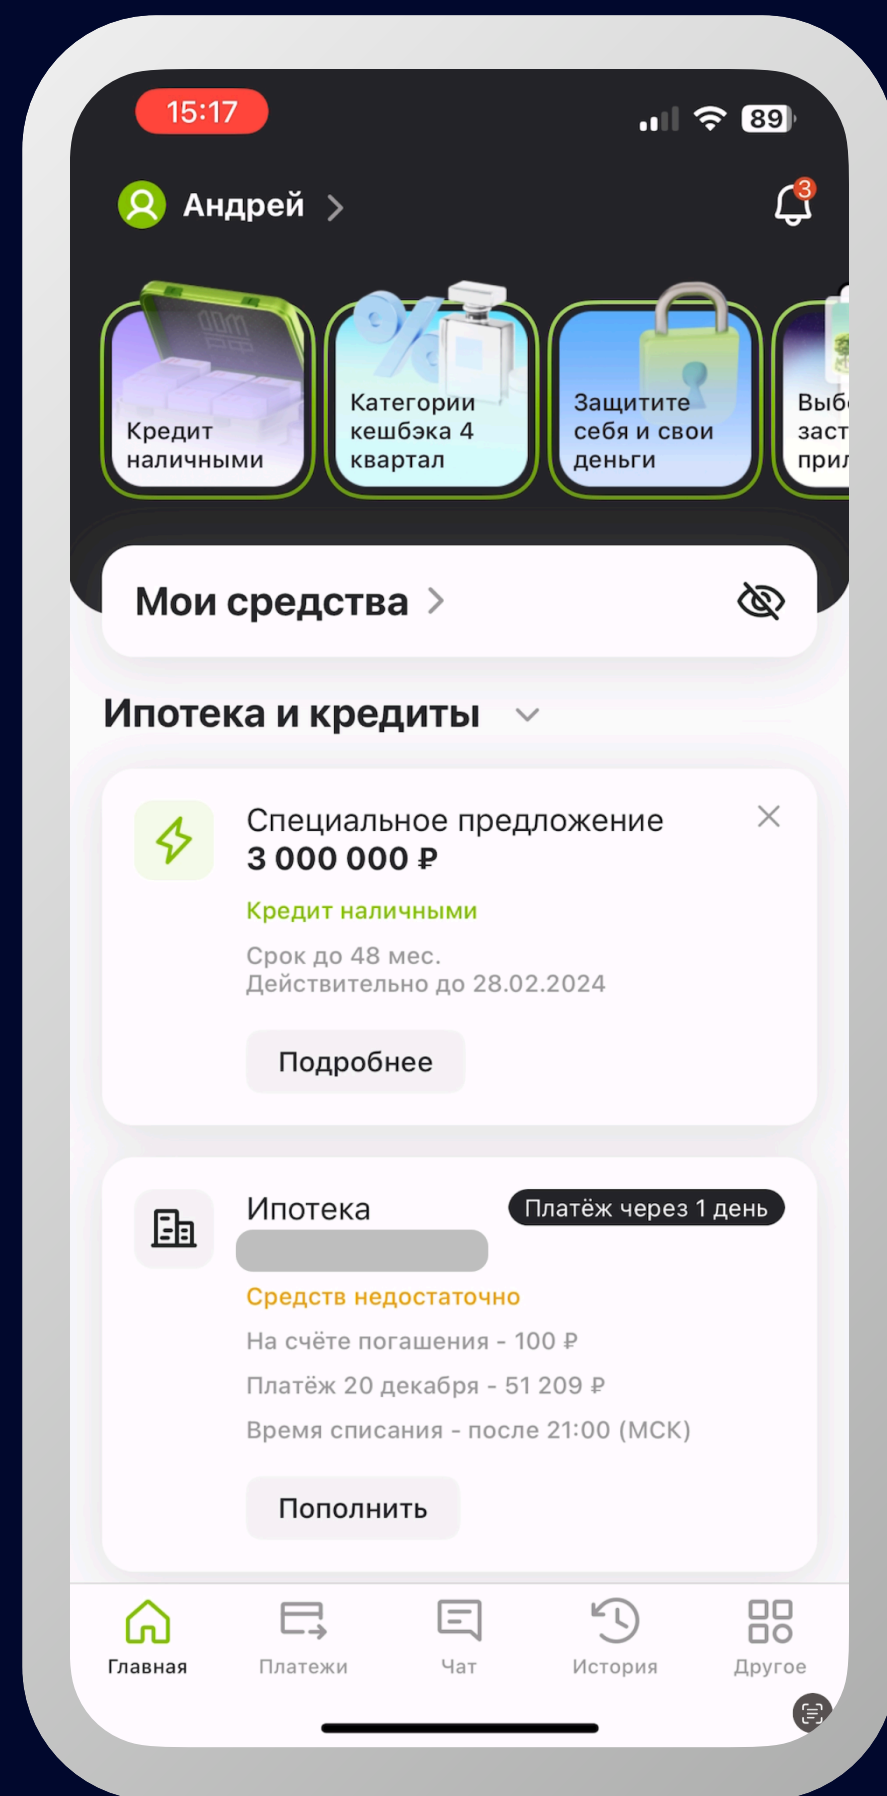 15:17
89
Андрей
3
Кредит
наличными
Категории
кешбэка 4
квартал
Защитите
себя и свои
деньги
Мои средства
Ипотека и кредиты
Специальное предложение
3 000 000 ₽
Кредит наличными
Срок до 48 мес.
Действительно до 28.02.2024
Подробнее
Ипотека
Платёж через 1 день
Средств недостаточно
На счёте погашения - 100 ₽
Платёж 20 декабря - 51 209 ₽
Время списания - после 21:00 (МСК)
Пополнить
Главная
Платежи
Чат
История
Другое